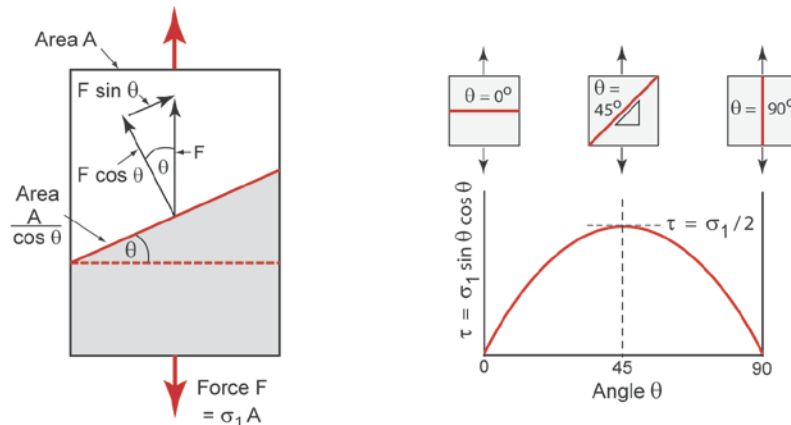 Area A
F sin θ
F
θ
F cos θ
Area
A
cos θ
θ
Force F
= σ₁ A
θ = 0°
θ =
45°
θ = 90°
τ = σ₁ sin θ cos θ
τ = σ₁/2
0
45
90
Angle θ